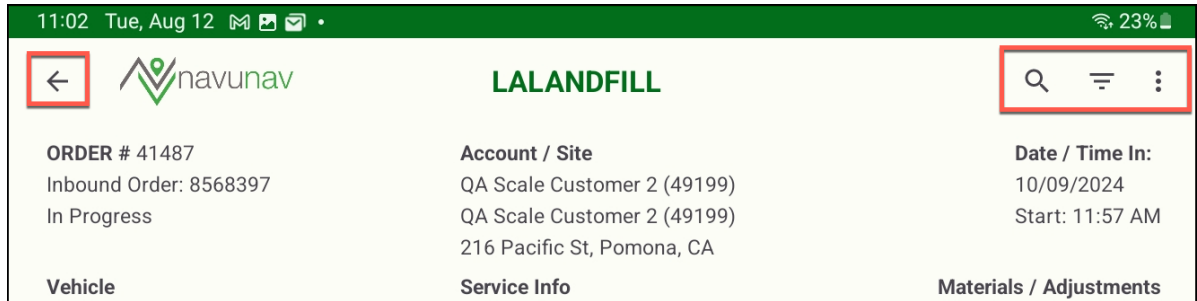 11:02 Tue, Aug 12 23%
navunav LALANDFILL
ORDER # 41487 Account / Site Date / Time In:
Inbound Order: 8568397 QA Scale Customer 2 (49199) 10/09/2024
In Progress QA Scale Customer 2 (49199) Start: 11:57 AM
216 Pacific St, Pomona, CA
Vehicle Service Info Materials / Adjustments